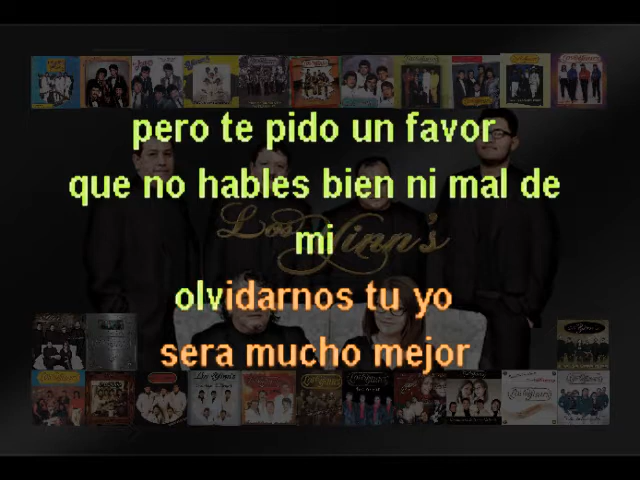 pero te pido un favor
que no hables bien ni mal de
mi
Los Yinn's
olvidarnos tu yo
sera mucho mejor